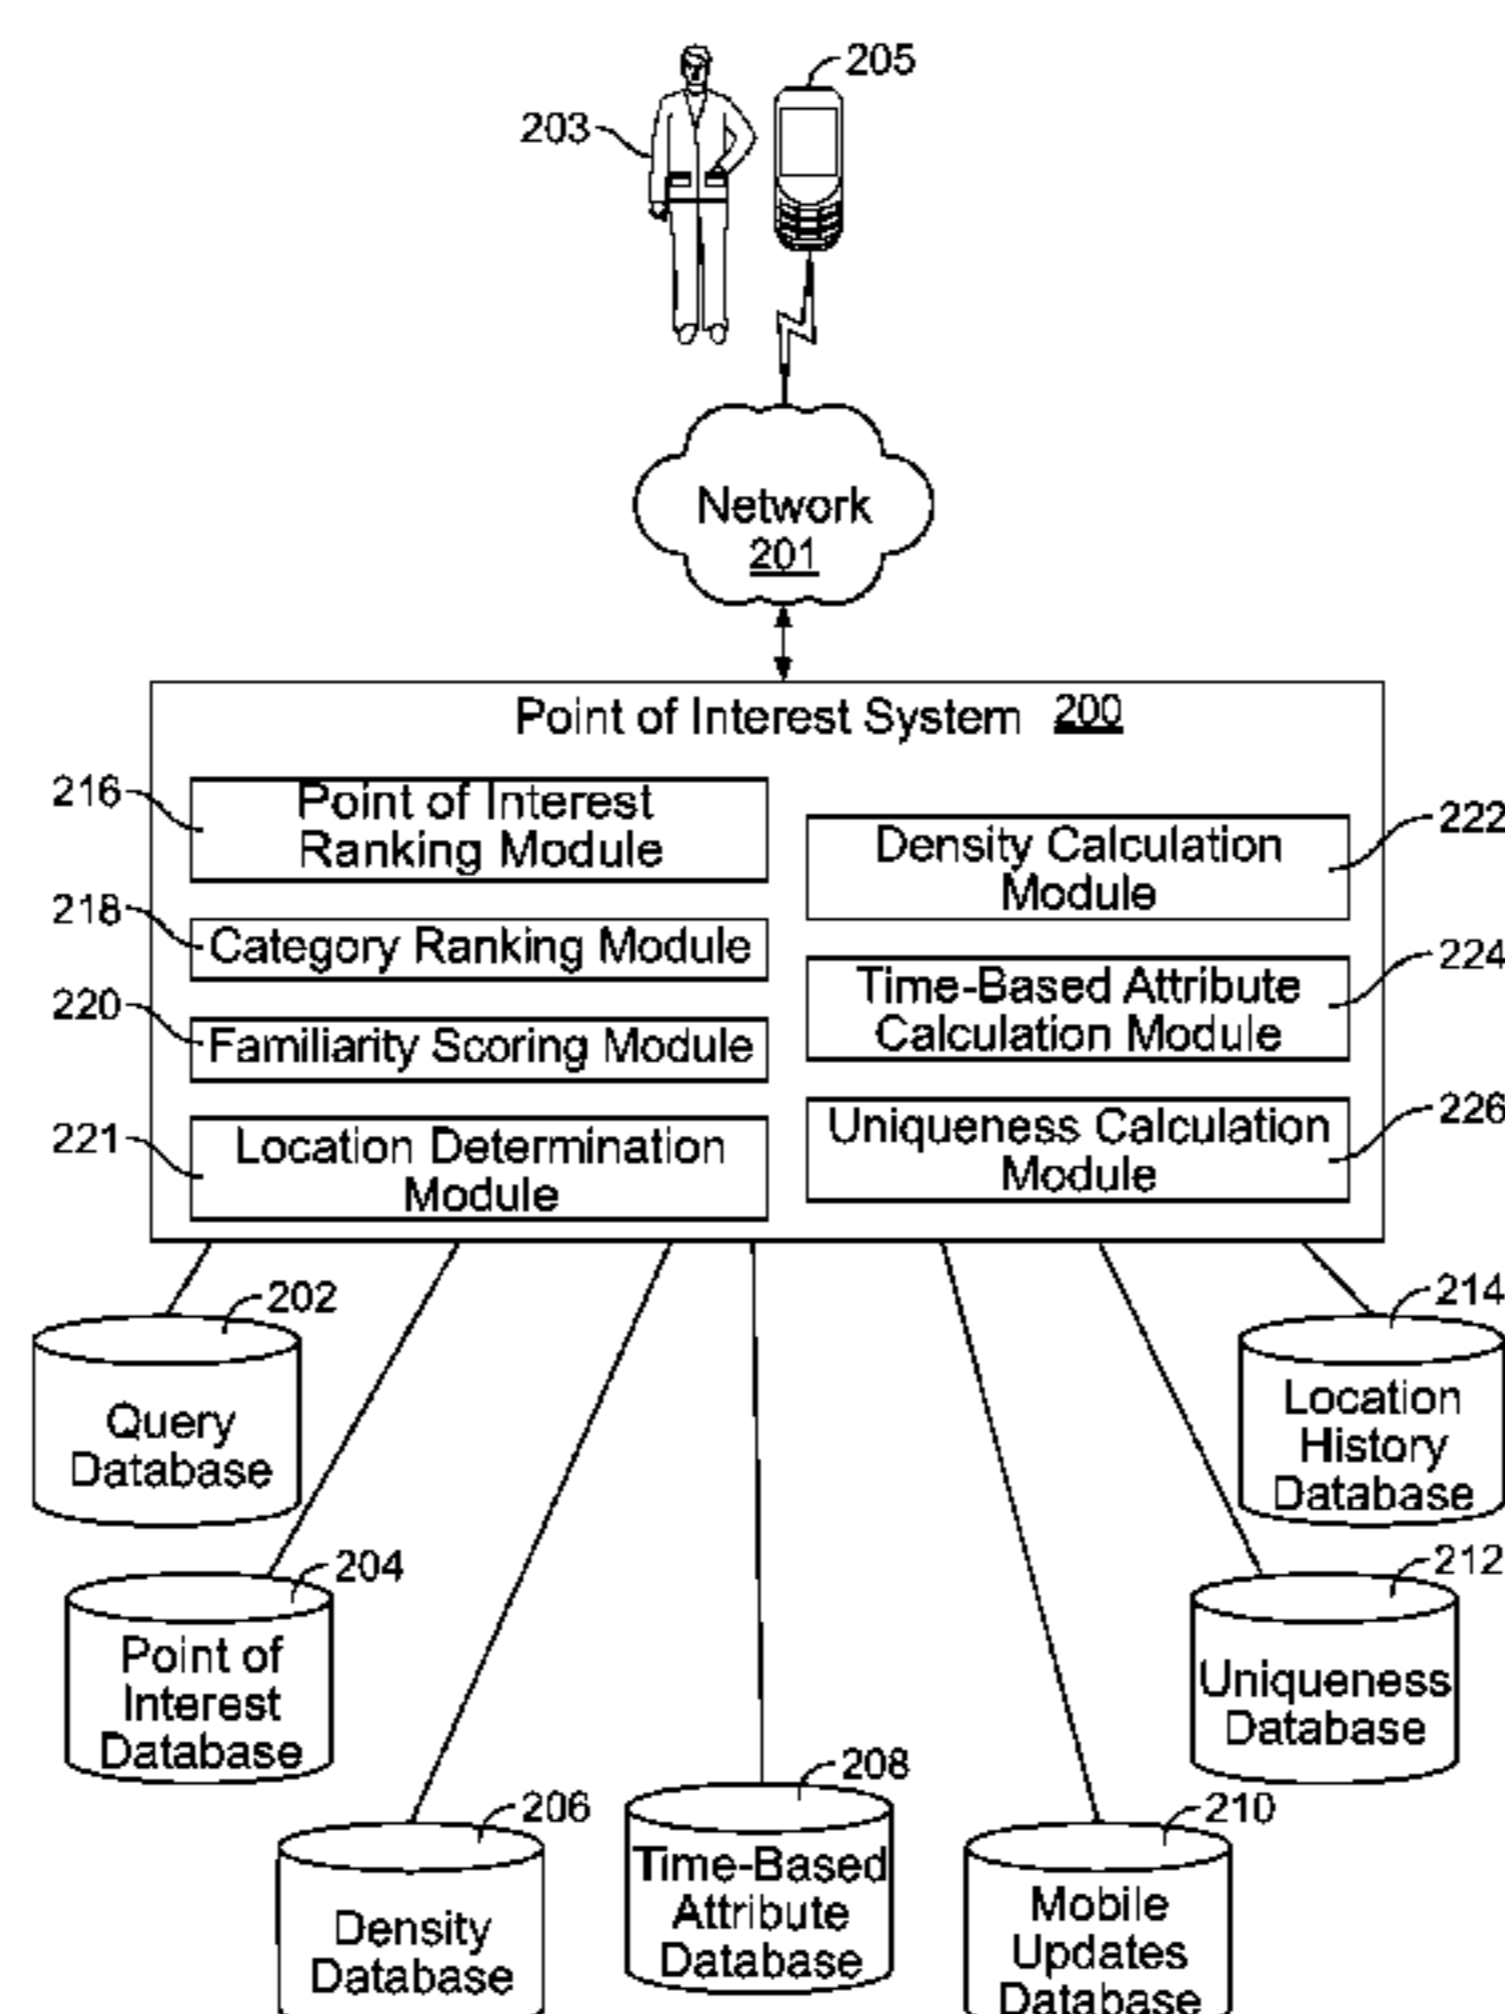 205
203
Network
201
Point of Interest System 200
216
Point of Interest
Ranking Module
218
Category Ranking Module
220
Familiarity Scoring Module
221
Location Determination
Module
222
Density Calculation
Module
224
Time-Based Attribute
Calculation Module
226
Uniqueness Calculation
Module
202
Query
Database
214
Location
History
Database
204
Point of
Interest
Database
212
Uniqueness
Database
206
Density
Database
208
Time-Based
Attribute
Database
210
Mobile
Updates
Database